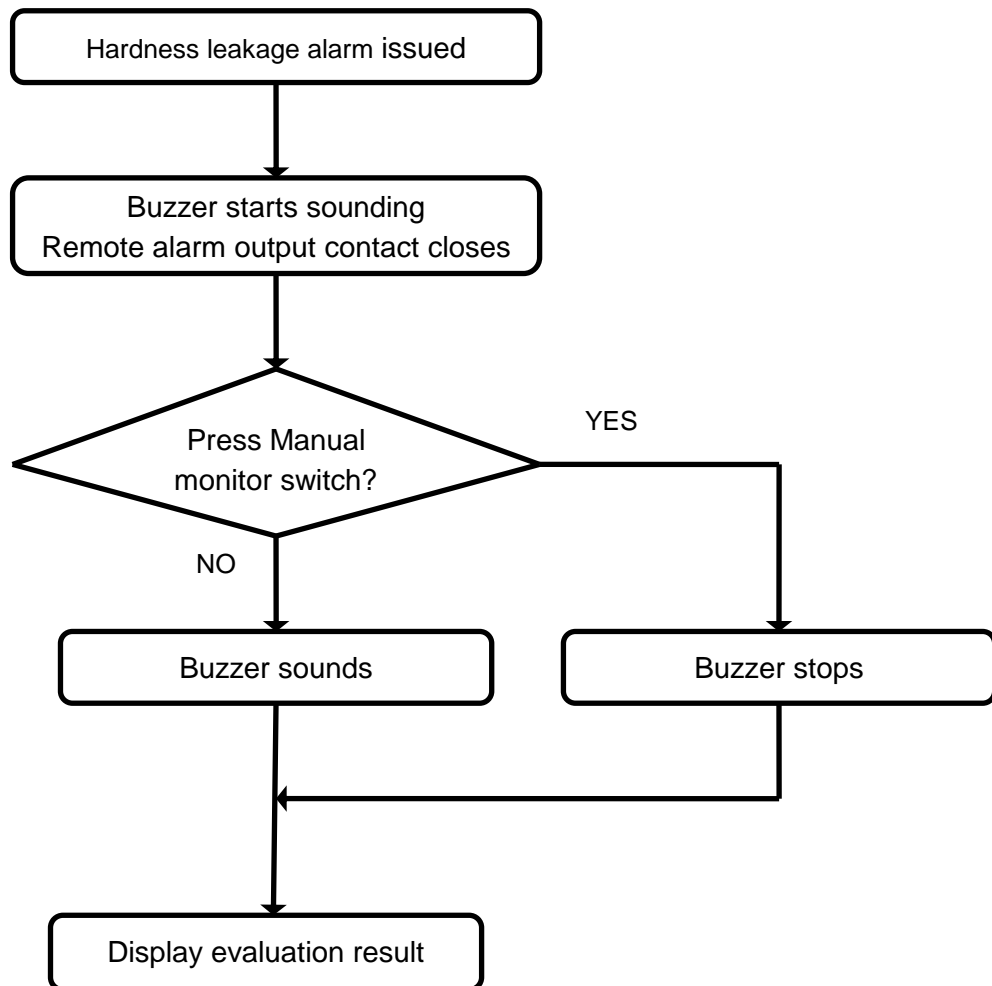 Hardness leakage alarm issued
Buzzer starts sounding
Remote alarm output contact closes
Press Manual
monitor switch?
YES
NO
Buzzer sounds
Buzzer stops
Display evaluation result